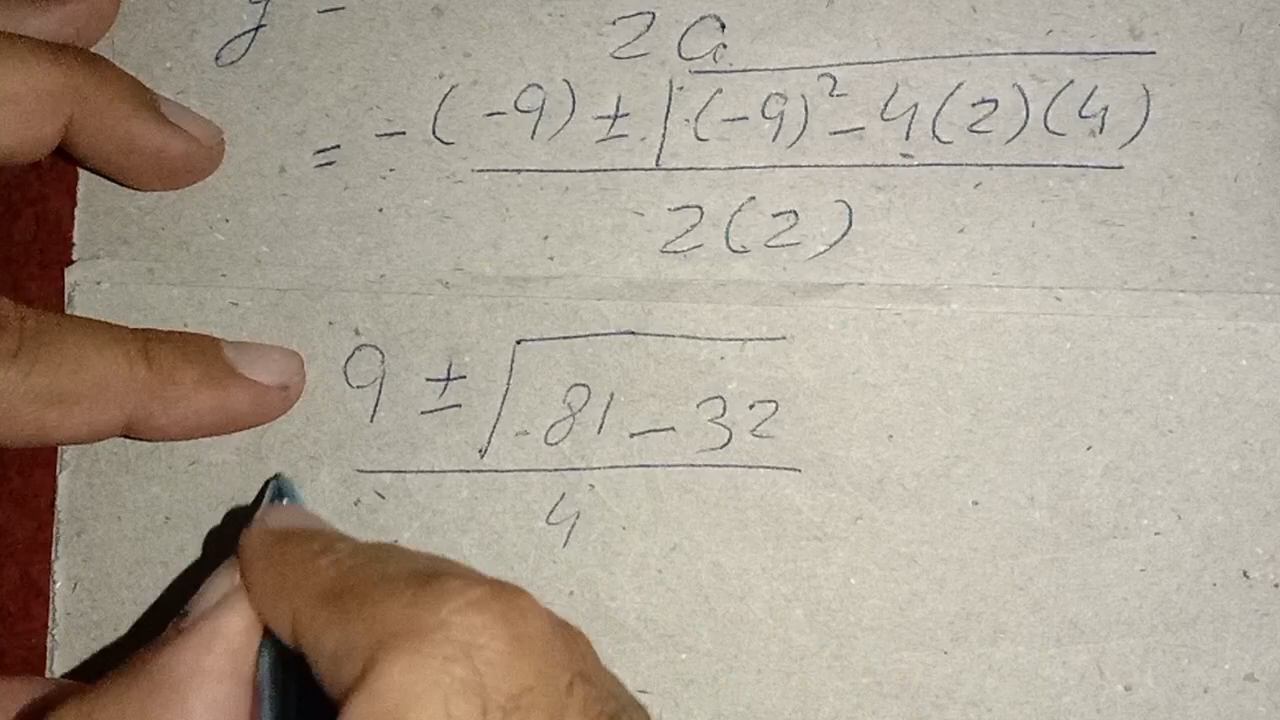 y =
2a
= -(-9) ± √(-9)² - 4(2)(4)
2(2)
9 ± √81 - 32
4